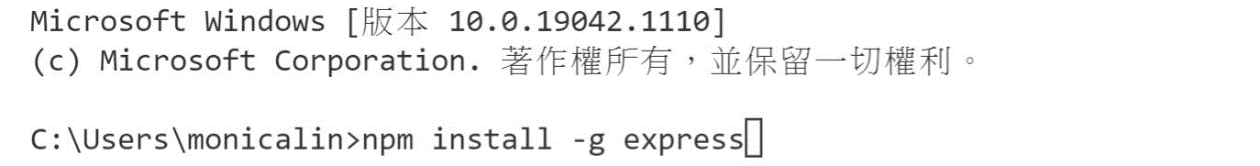 Microsoft Windows [版本 10.0.19042.1110]
(c) Microsoft Corporation. 著作權所有，並保留一切權利。
C:\Users\monicalin>npm install -g express